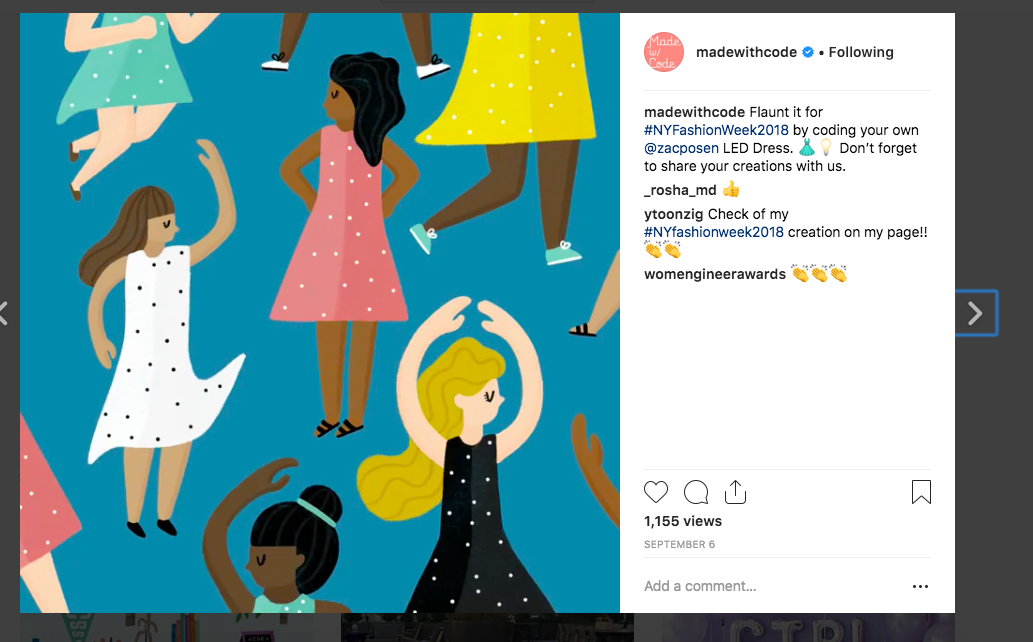 Made
w/
Code
madewithcode • Following
madewithcode Flaunt it for
#NYFashionWeek2018 by coding your own
@zacposen LED Dress. 👗💡 Don’t forget
to share your creations with us.
_rosha_md 👍
ytoonzig Check of my
#NYfashionweek2018 creation on my page!!
👏👏
womengineerawards 👏👏👏
1,155 views
SEPTEMBER 6
Add a comment...
CTRL